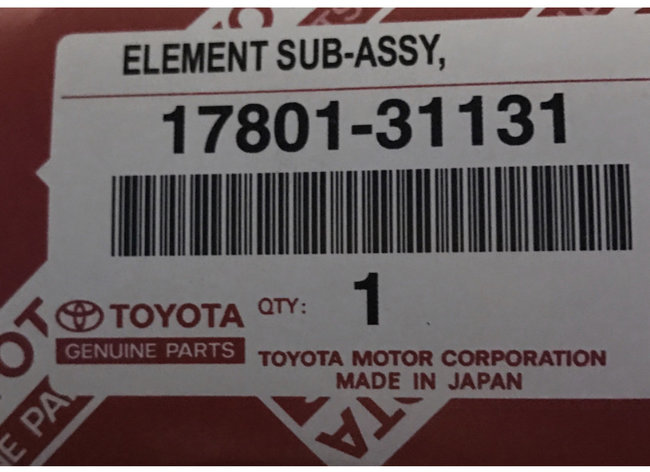 ELEMENT SUB-ASSY,
17801-31131
1
QTY:
TOYOTA
GENUINE PARTS
TOYOTA MOTOR CORPORATION
MADE IN JAPAN